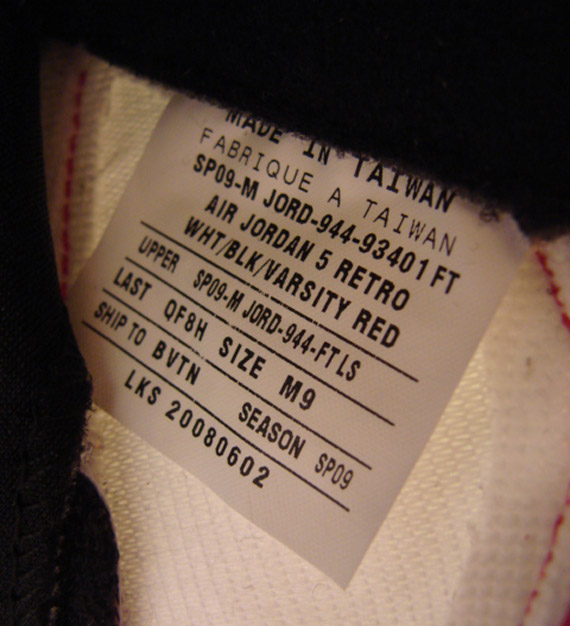 MADE IN TAIWAN
FABRIQUE A TAIWAN
SP09-M JORD-944-93401 FT
AIR JORDAN 5 RETRO
WHT/BLK/VARSITY RED
UPPER SP09-M JORD-944-FTLS
LAST QF8H SIZE M9
SHIP TO BVTN SEASON SP09
LKS 20080602